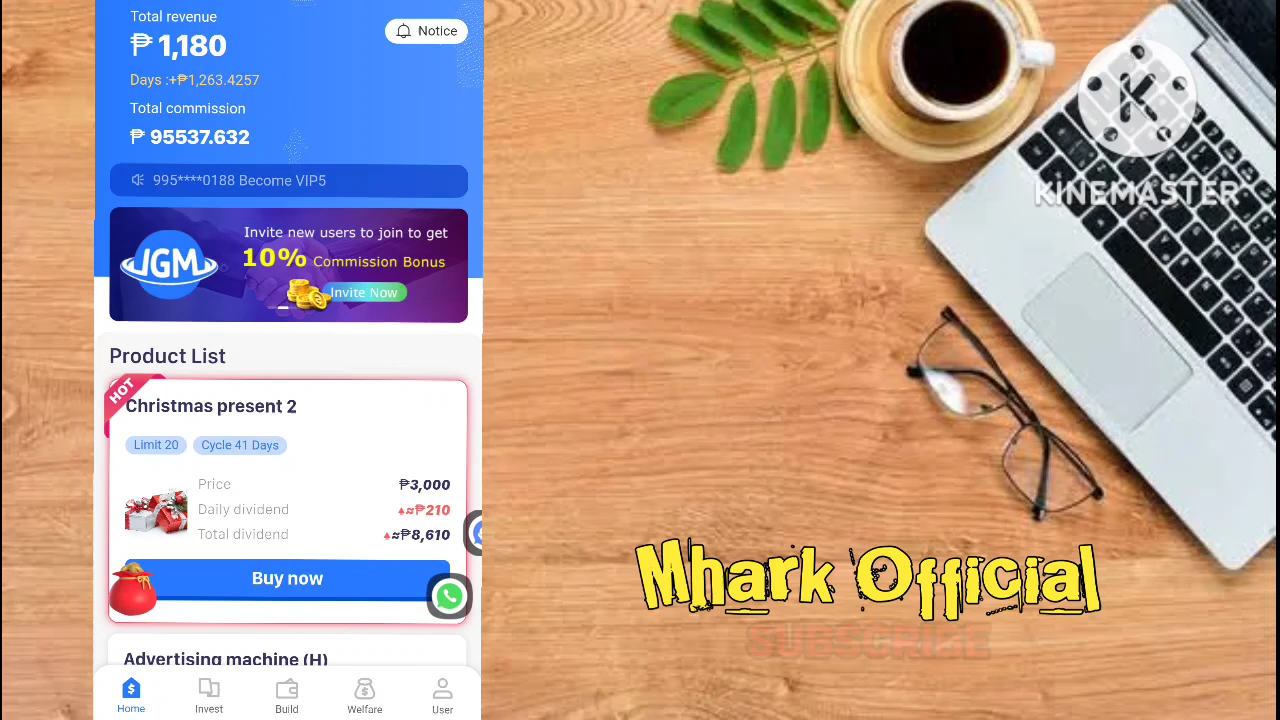 Total revenue
₱ 1,180
Notice
Days :+₱1,263.4257
Total commission
₱ 95537.632
995****0188 Become VIP5
JGM
Invite new users to join to get
10% Commission Bonus
Invite Now
Product List
HOT
Christmas present 2
Limit 20
Cycle 41 Days
Price ₱3,000
Daily dividend ≈₱210
Total dividend ≈₱8,610
Buy now
Advertising machine (H)
Home
Invest
Build
Welfare
User
K
KINEMASTER
Mhark Official
SUBSCRIBE